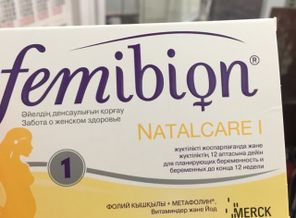 femibion®
Әйелдің денсаулығын қорғау
Забота о женском здоровье
NATALCARE I
жүктілікті жоспарлағанда және
жүктіліктің 12 аптасына дейін
для планирующих беременность и
беременных до конца 12 недели
1
ФОЛИЙ ҚЫШҚЫЛЫ + МЕТАФОЛИН®,
Витаминдер және Йод
MERCK